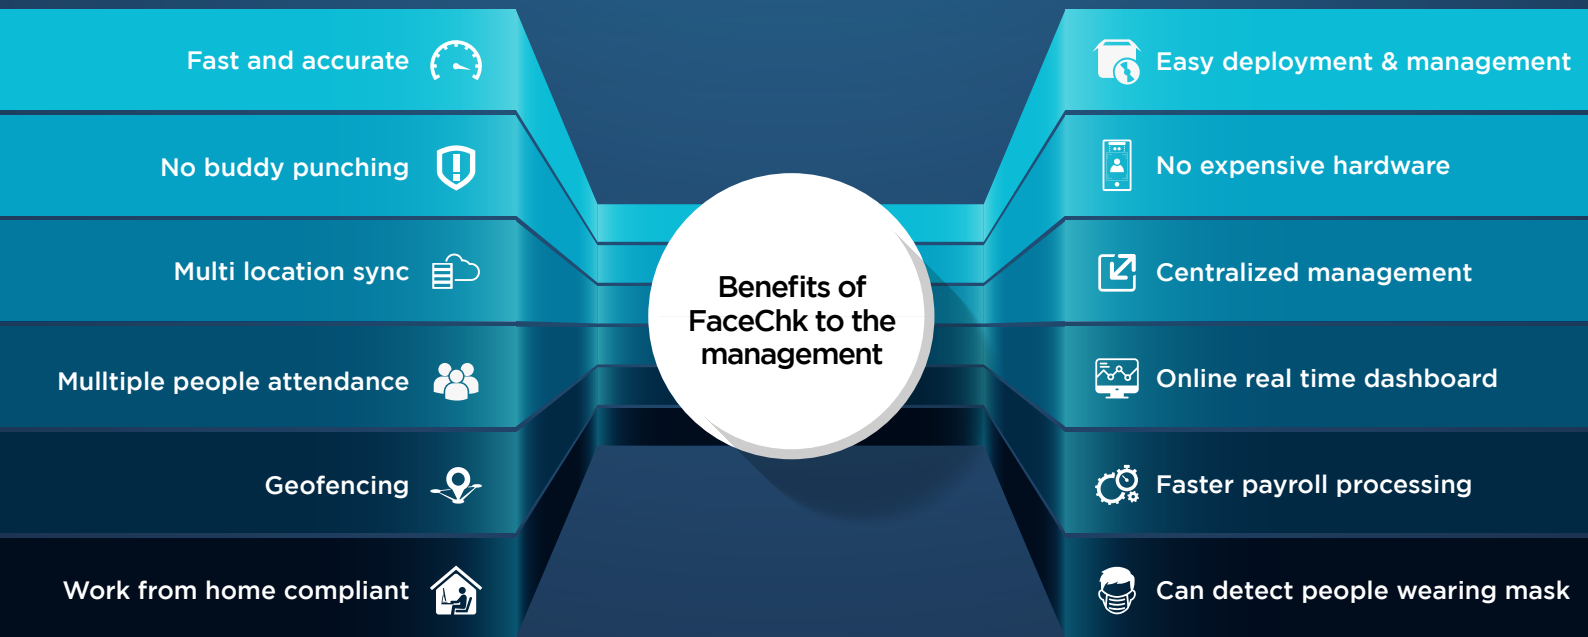 Fast and accurate
No buddy punching
Multi location sync
Mulltiple people attendance
Geofencing
Work from home compliant
Benefits of
FaceChk to the
management
Easy deployment & management
No expensive hardware
Centralized management
Online real time dashboard
Faster payroll processing
Can detect people wearing mask